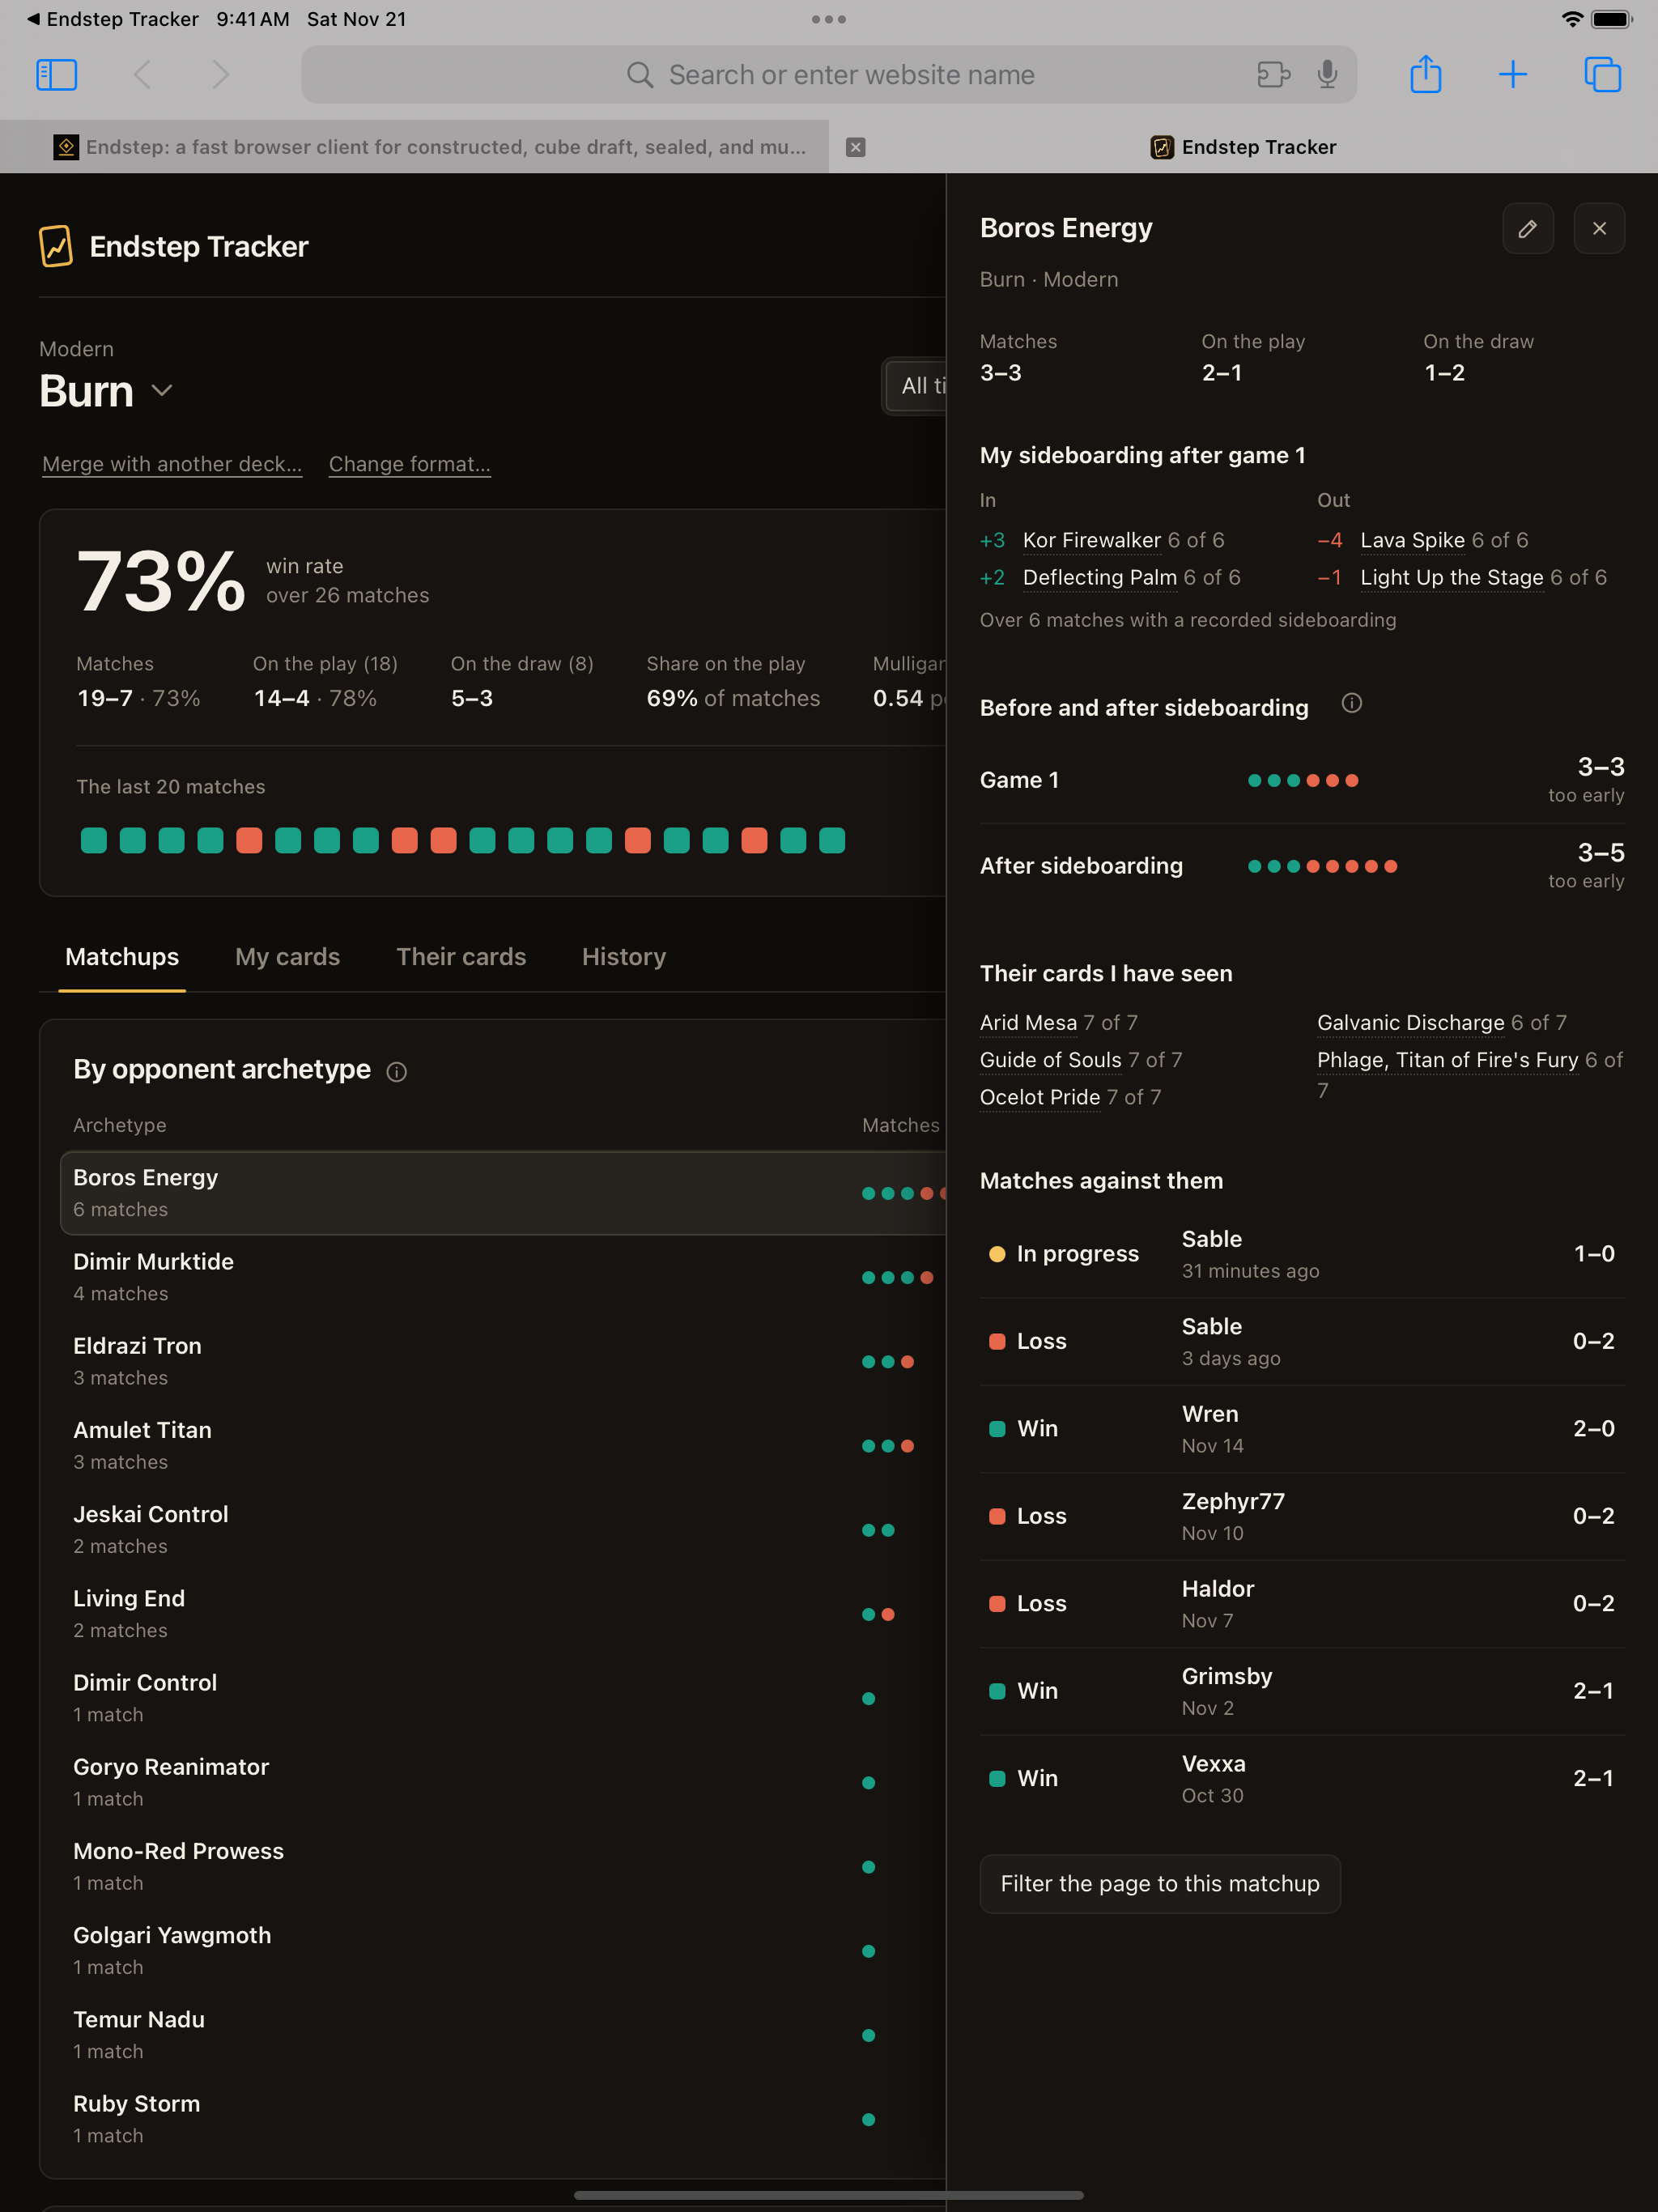 Endstep Tracker 9:41 AM Sat Nov 21
Search or enter website name
Endstep: a fast browser client for constructed, cube draft, sealed, and mu...
Endstep Tracker
Endstep Tracker
Modern
Burn
All ti
Merge with another deck...
Change format...
73%
win rate
over 26 matches
Matches
19–7 · 73%
On the play (18)
14–4 · 78%
On the draw (8)
5–3
Share on the play
69% of matches
Mulligan
0.54 p
The last 20 matches
Matchups
My cards
Their cards
History
By opponent archetype
Archetype
Matches
Boros Energy
6 matches
Dimir Murktide
4 matches
Eldrazi Tron
3 matches
Amulet Titan
3 matches
Jeskai Control
2 matches
Living End
2 matches
Dimir Control
1 match
Goryo Reanimator
1 match
Mono-Red Prowess
1 match
Golgari Yawgmoth
1 match
Temur Nadu
1 match
Ruby Storm
1 match
Boros Energy
Burn · Modern
Matches
3–3
On the play
2–1
On the draw
1–2
My sideboarding after game 1
In
+3 Kor Firewalker 6 of 6
+2 Deflecting Palm 6 of 6
Out
−4 Lava Spike 6 of 6
−1 Light Up the Stage 6 of 6
Over 6 matches with a recorded sideboarding
Before and after sideboarding
Game 1
3–3
too early
After sideboarding
3–5
too early
Their cards I have seen
Arid Mesa 7 of 7
Guide of Souls 7 of 7
Ocelot Pride 7 of 7
Galvanic Discharge 6 of 7
Phlage, Titan of Fire's Fury 6 of
7
Matches against them
In progress
Sable
31 minutes ago
1–0
Loss
Sable
3 days ago
0–2
Win
Wren
Nov 14
2–0
Loss
Zephyr77
Nov 10
0–2
Loss
Haldor
Nov 7
0–2
Win
Grimsby
Nov 2
2–1
Win
Vexxa
Oct 30
2–1
Filter the page to this matchup